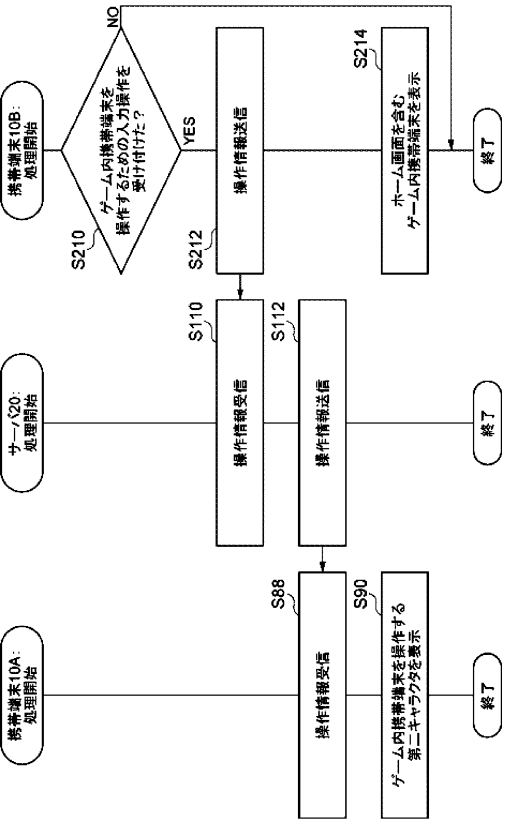 携帯端末10A:
処理開始
S88
操作情報受信
S90
ゲーム内携帯端末を操作する
第二キャラクタを表示
終了
サーバ20:
処理開始
S110
操作情報受信
S112
操作情報送信
終了
携帯端末10B:
処理開始
S210
ゲーム内携帯端末を
操作するための入力操作を
受け付けた?
NO
YES
S212
操作情報送信
S214
ホーム画面を含む
ゲーム内携帯端末を表示
終了